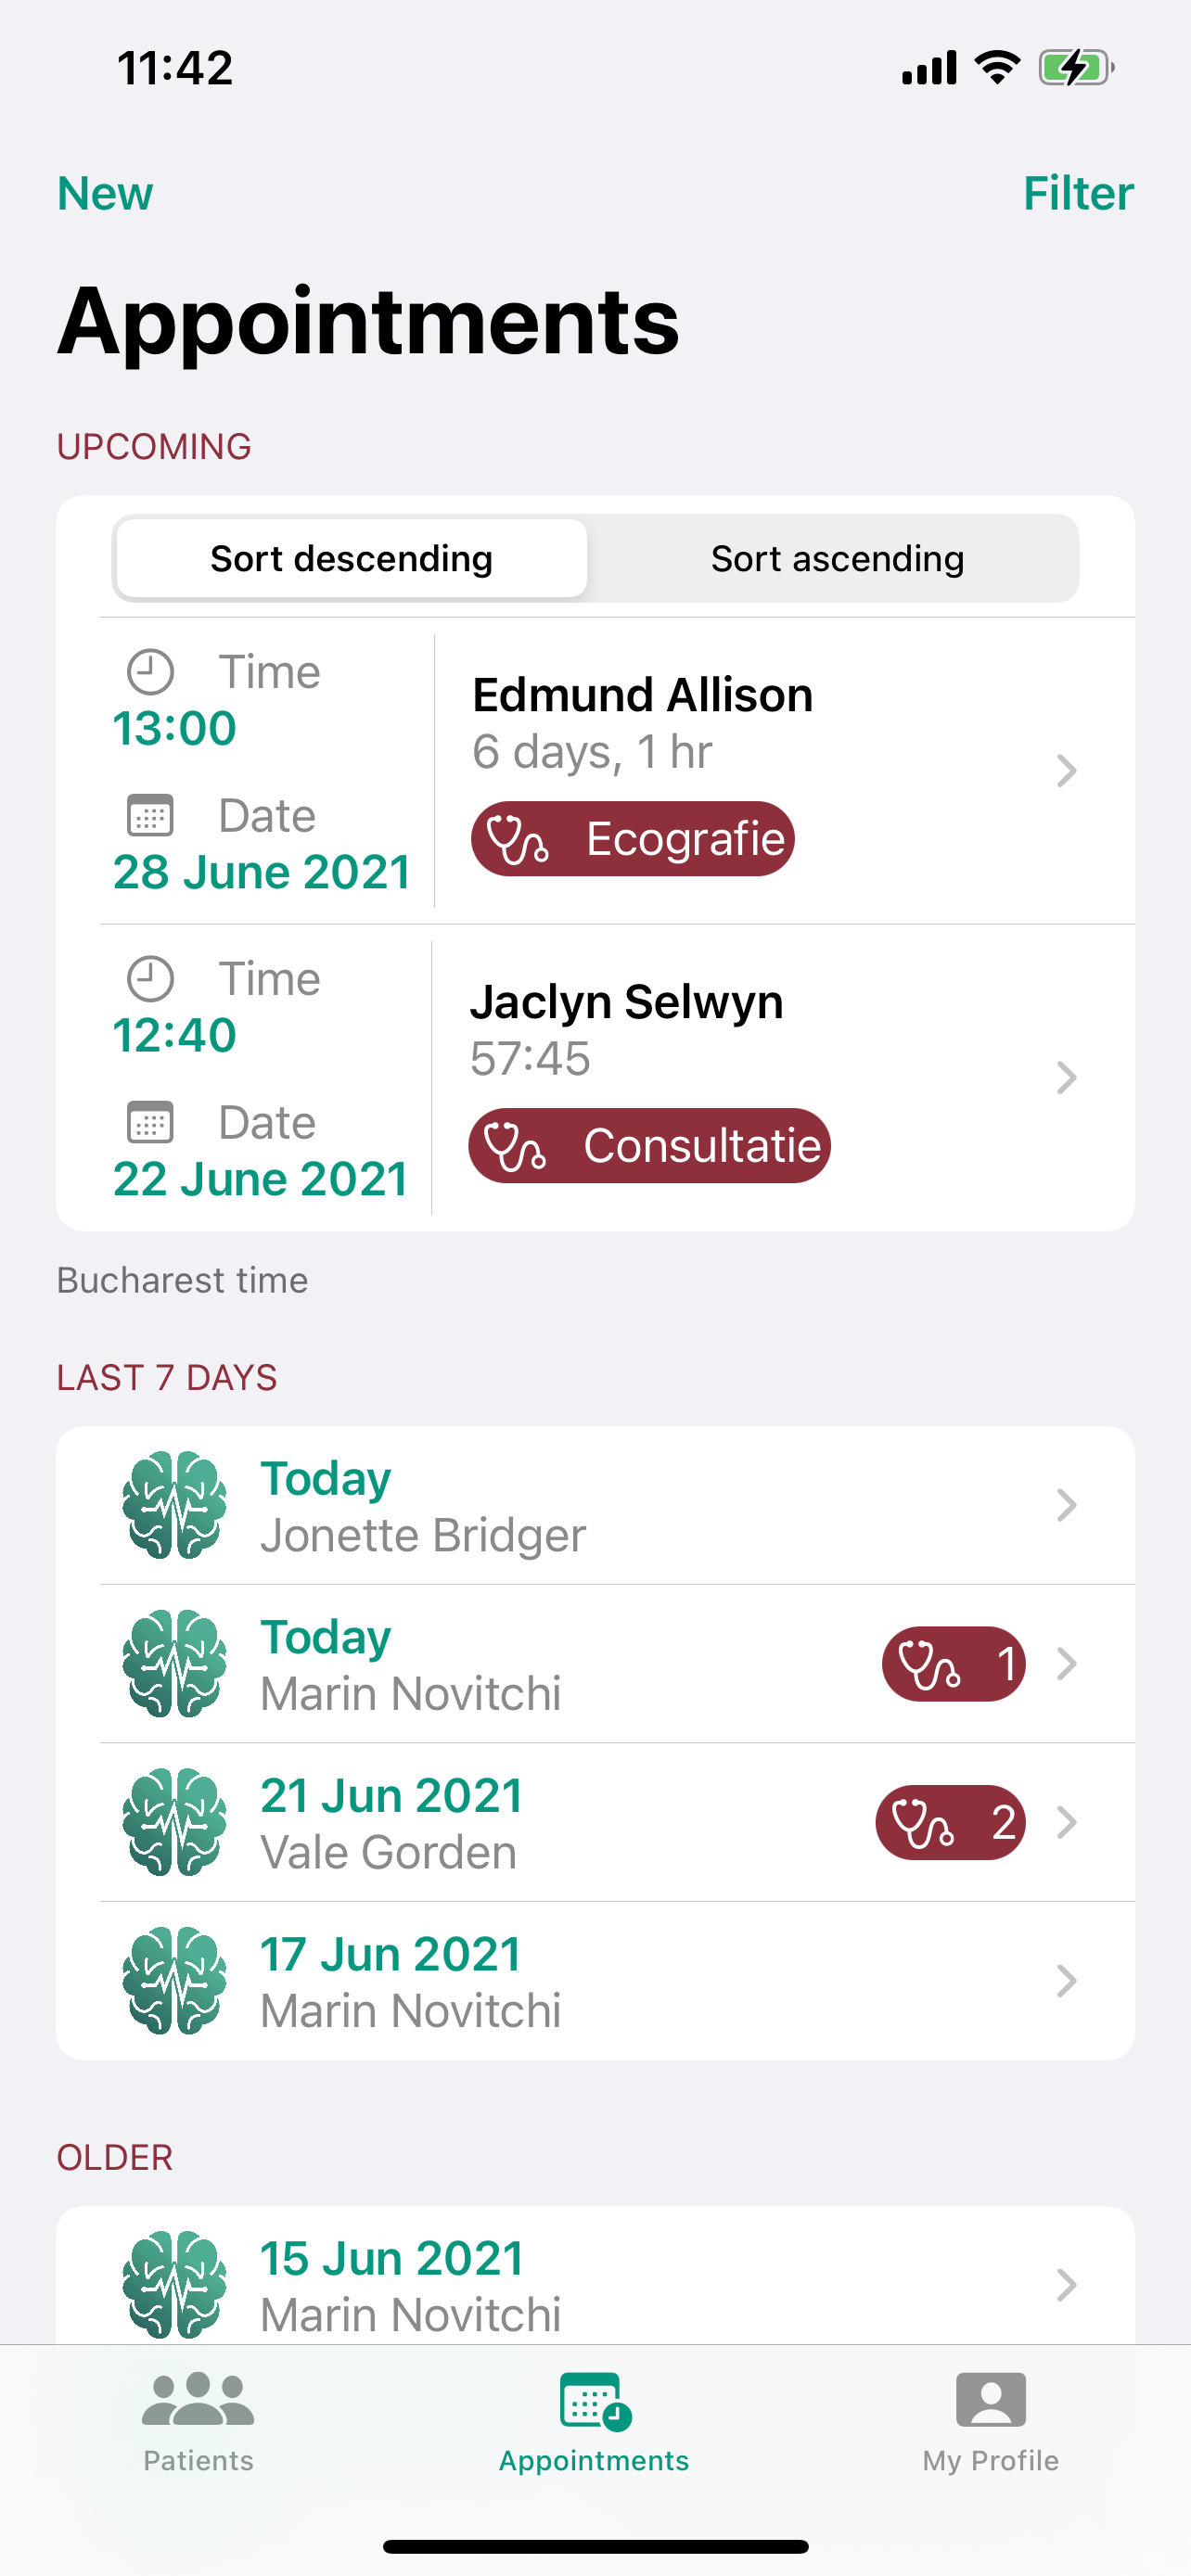 11:42
New
Filter
Appointments
UPCOMING
Sort descending
Sort ascending
Time
13:00
Date
28 June 2021
Edmund Allison
6 days, 1 hr
Ecografie
Time
12:40
Date
22 June 2021
Jaclyn Selwyn
57:45
Consultatie
Bucharest time
LAST 7 DAYS
Today
Jonette Bridger
Today
Marin Novitchi
1
21 Jun 2021
Vale Gorden
2
17 Jun 2021
Marin Novitchi
OLDER
15 Jun 2021
Marin Novitchi
Patients
Appointments
My Profile